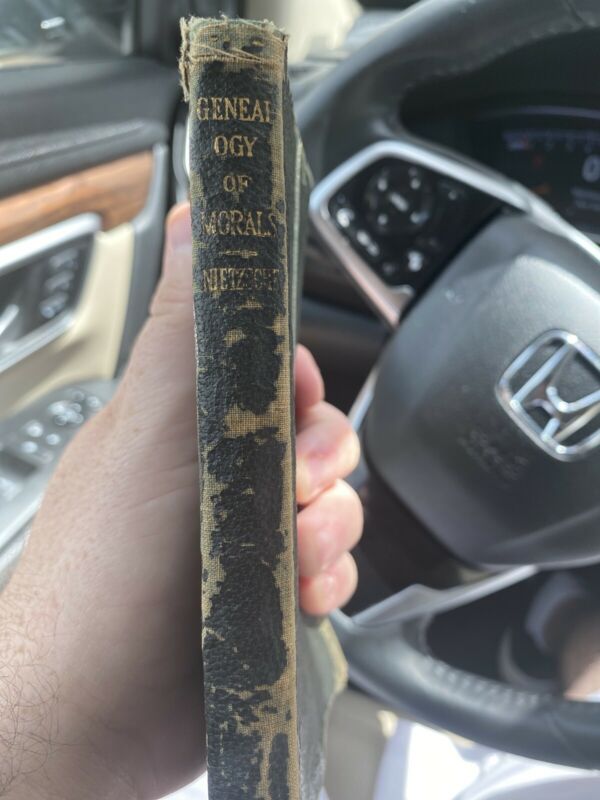 GENEAL
OGY
OF
MORALS
NIETZSCHE